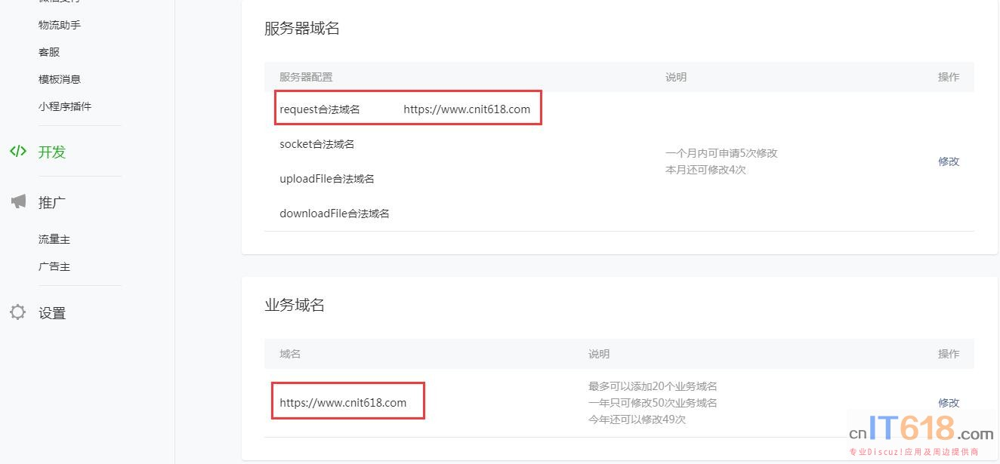 微信支付
物流助手
客服
模板消息
小程序插件
开发
推广
流量主
广告主
设置
服务器域名
服务器配置 说明 操作
request合法域名 https://www.cnit618.com
socket合法域名
uploadFile合法域名
downloadFile合法域名
一个月内可申请5次修改
本月还可修改4次
修改
业务域名
域名 说明 操作
https://www.cnit618.com
最多可以添加20个业务域名
一年只可修改50次业务域名
今年还可以修改49次
修改
cnIT618.com
专业Discuz!应用及周边提供商